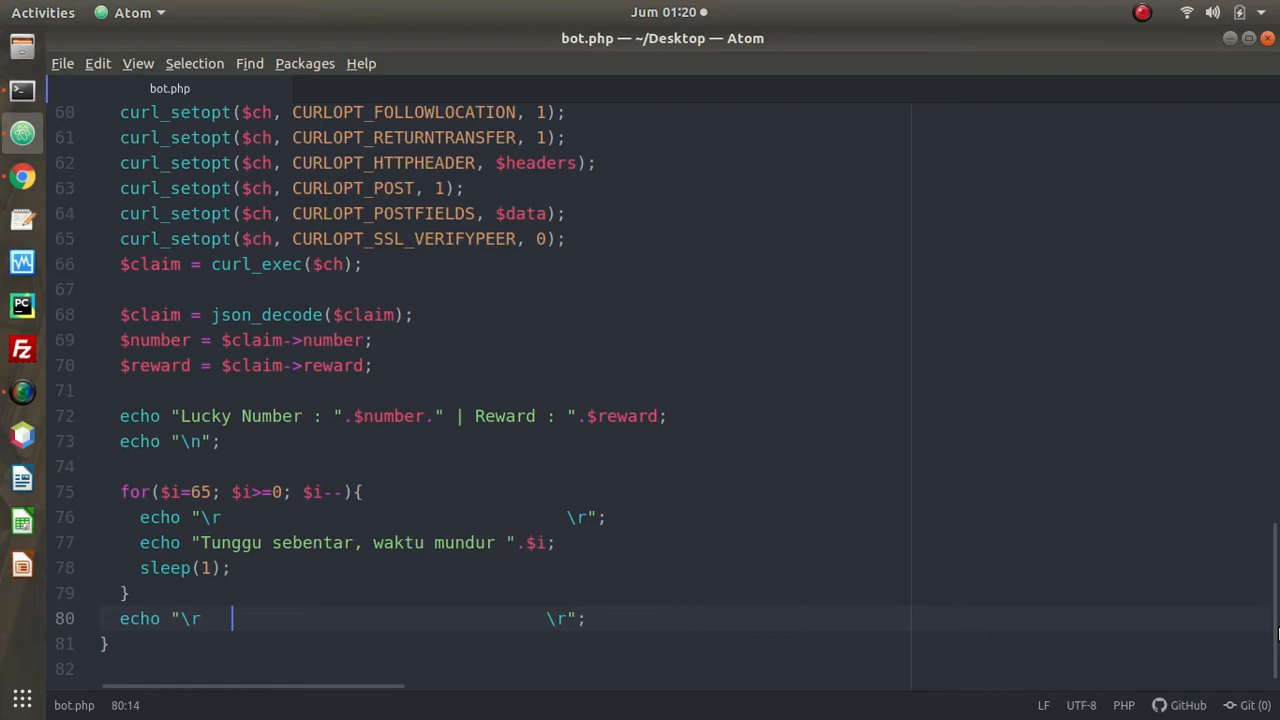 Activities Atom Jum 01:20
bot.php — ~/Desktop — Atom
File Edit View Selection Find Packages Help
bot.php
60 curl_setopt($ch, CURLOPT_FOLLOWLOCATION, 1);
61 curl_setopt($ch, CURLOPT_RETURNTRANSFER, 1);
62 curl_setopt($ch, CURLOPT_HTTPHEADER, $headers);
63 curl_setopt($ch, CURLOPT_POST, 1);
64 curl_setopt($ch, CURLOPT_POSTFIELDS, $data);
65 curl_setopt($ch, CURLOPT_SSL_VERIFYPEER, 0);
66 $claim = curl_exec($ch);
67
68 $claim = json_decode($claim);
69 $number = $claim->number;
70 $reward = $claim->reward;
71
72 echo "Lucky Number : ".$number." | Reward : ".$reward;
73 echo "\n";
74
75 for($i=65; $i>=0; $i--){
76 echo "\r                                  \r";
77 echo "Tunggu sebentar, waktu mundur ".$i;
78 sleep(1);
79 }
80 echo "\r                                  \r";
81 }
82
PC
Fz
bot.php 80:14 LF UTF-8 PHP GitHub Git (0)